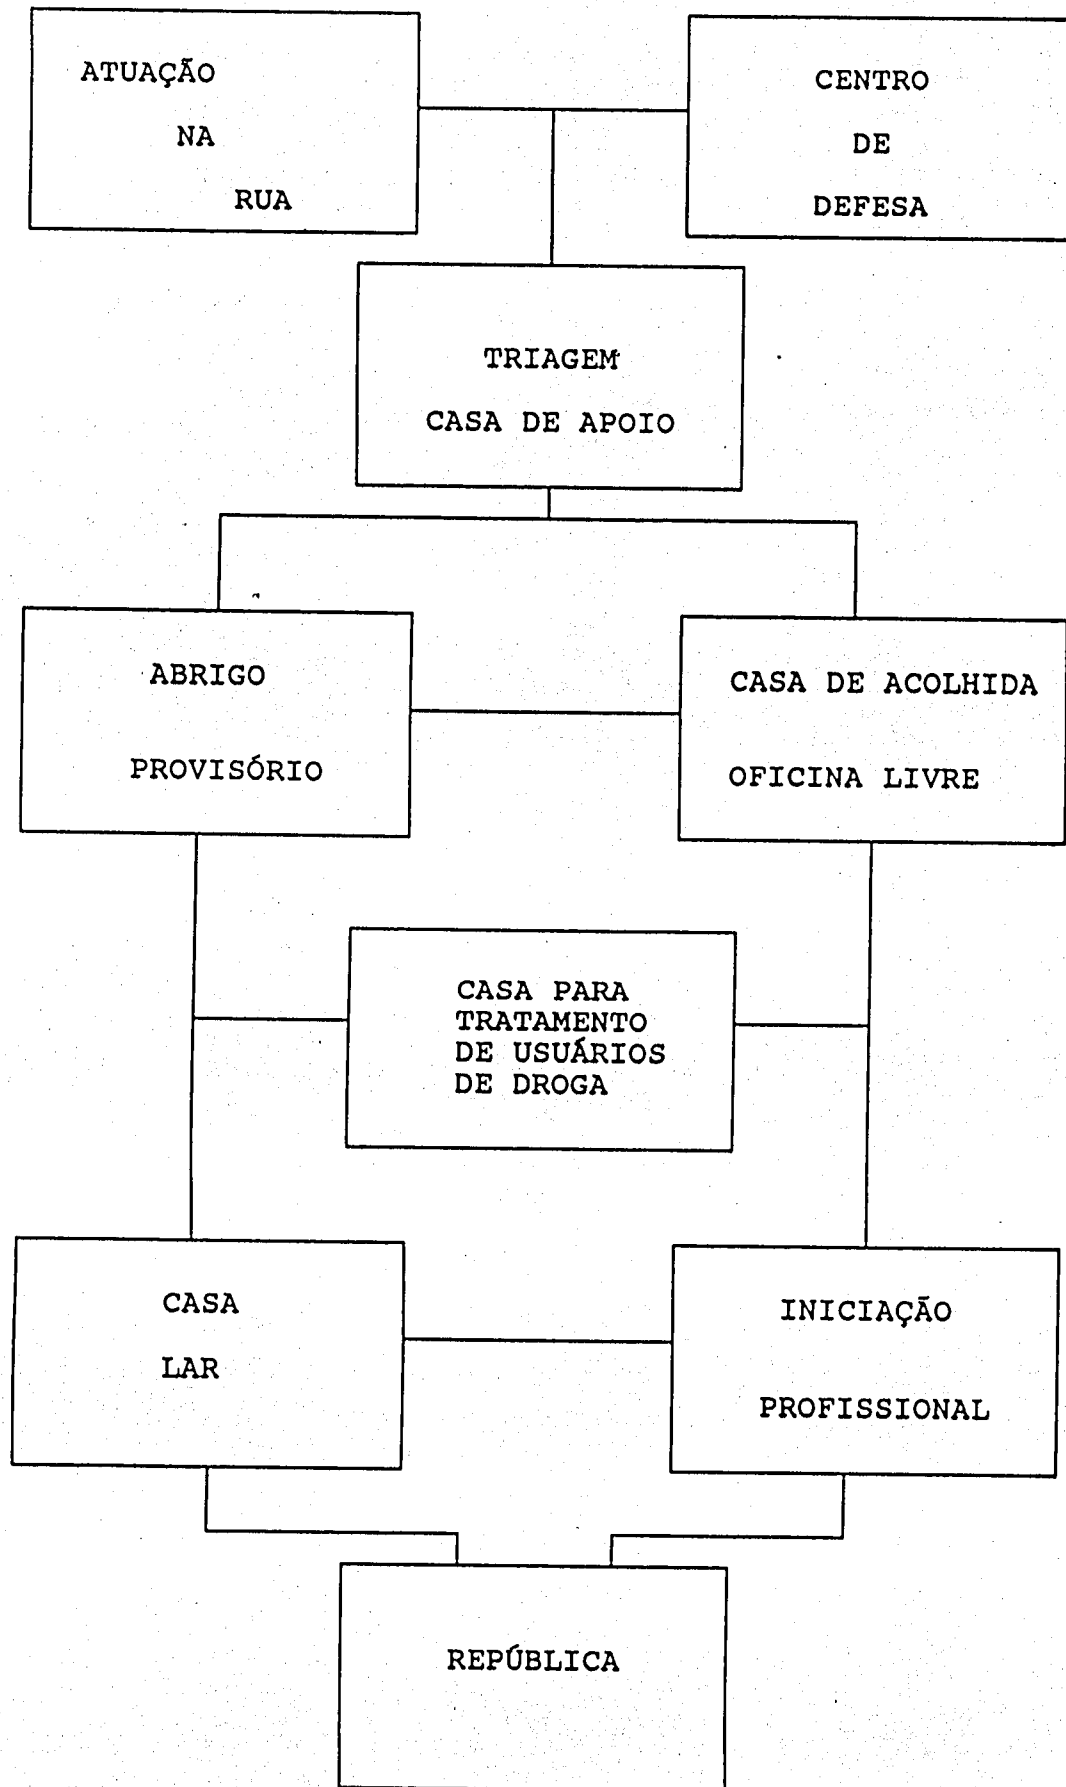 ATUAÇÃO
NA
RUA
CENTRO
DE
DEFESA
TRIAGEM
CASA DE APOIO
ABRIGO
PROVISÓRIO
CASA DE ACOLHIDA
OFICINA LIVRE
CASA PARA
TRATAMENTO
DE USUÁRIOS
DE DROGA
CASA
LAR
INICIAÇÃO
PROFISSIONAL
REPÚBLICA